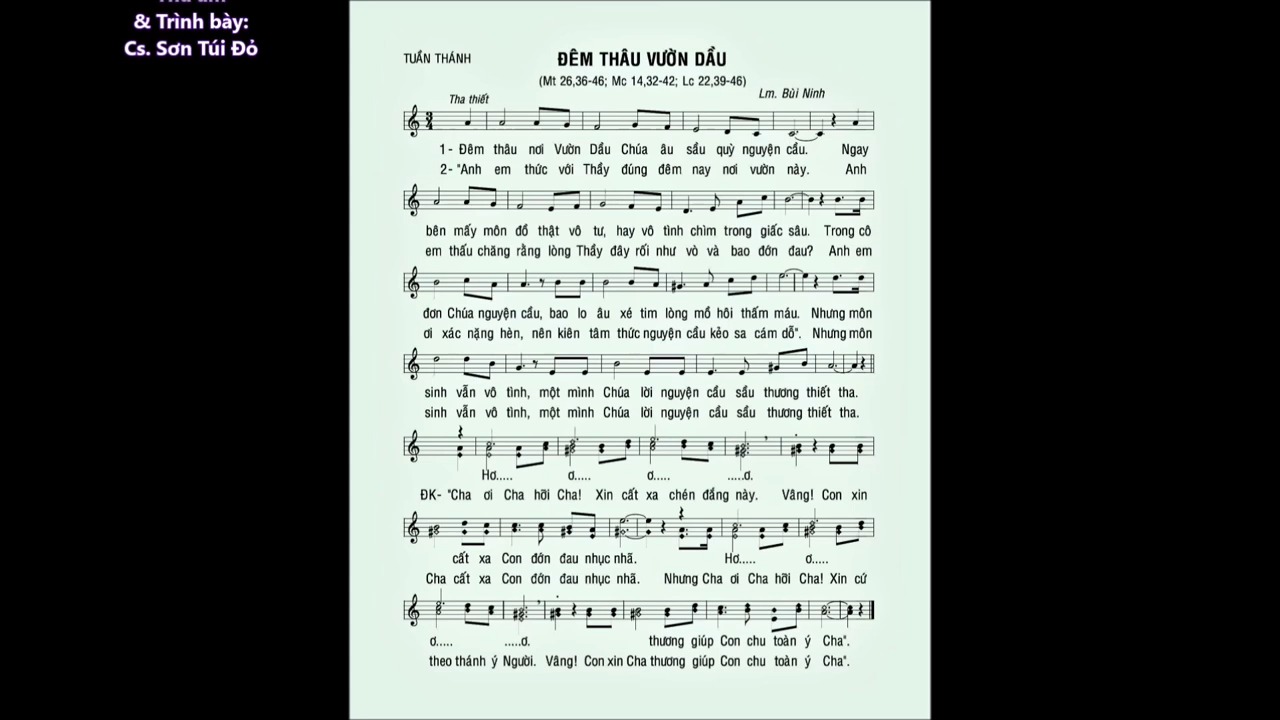 & Trình bày:
Cs. Sơn Túi Đỏ
TUẦN THÁNH
ĐÊM THÂU VƯỜN DẦU
(Mt 26,36-46; Mc 14,32-42; Lc 22,39-46)
Lm. Bùi Ninh
Tha thiết
1- Đêm thâu nơi Vườn Dầu Chúa âu sầu quỳ nguyện cầu. Ngay
2- "Anh em thức với Thầy đúng đêm nay nơi vườn này. Anh
bên mấy môn đồ thật vô tư, hay vô tình chìm trong giấc sâu. Trong cô
em thấu chăng rằng lòng Thầy đây rối như vò và bao đớn đau? Anh em
đơn Chúa nguyện cầu, bao lo âu xé tim lòng mồ hôi thấm máu. Nhưng môn
ơi xác nặng hèn, nên kiên tâm thức nguyện cầu kẻo sa cám dỗ". Nhưng môn
sinh vẫn vô tình, một mình Chúa lời nguyện cầu sầu thương thiết tha.
sinh vẫn vô tình, một mình Chúa lời nguyện cầu sầu thương thiết tha.
Hơ..... ơ..... ơ..... .....ơ.
ĐK- "Cha ơi Cha hỡi Cha! Xin cất xa chén đắng này. Vâng! Con xin
cất xa Con đớn đau nhục nhã. Hơ..... ơ.....
Cha cất xa Con đớn đau nhục nhã. Nhưng Cha ơi Cha hỡi Cha! Xin cứ
ơ..... .....ơ. thương giúp Con chu toàn ý Cha".
theo thánh ý Người. Vâng! Con xin Cha thương giúp Con chu toàn ý Cha".